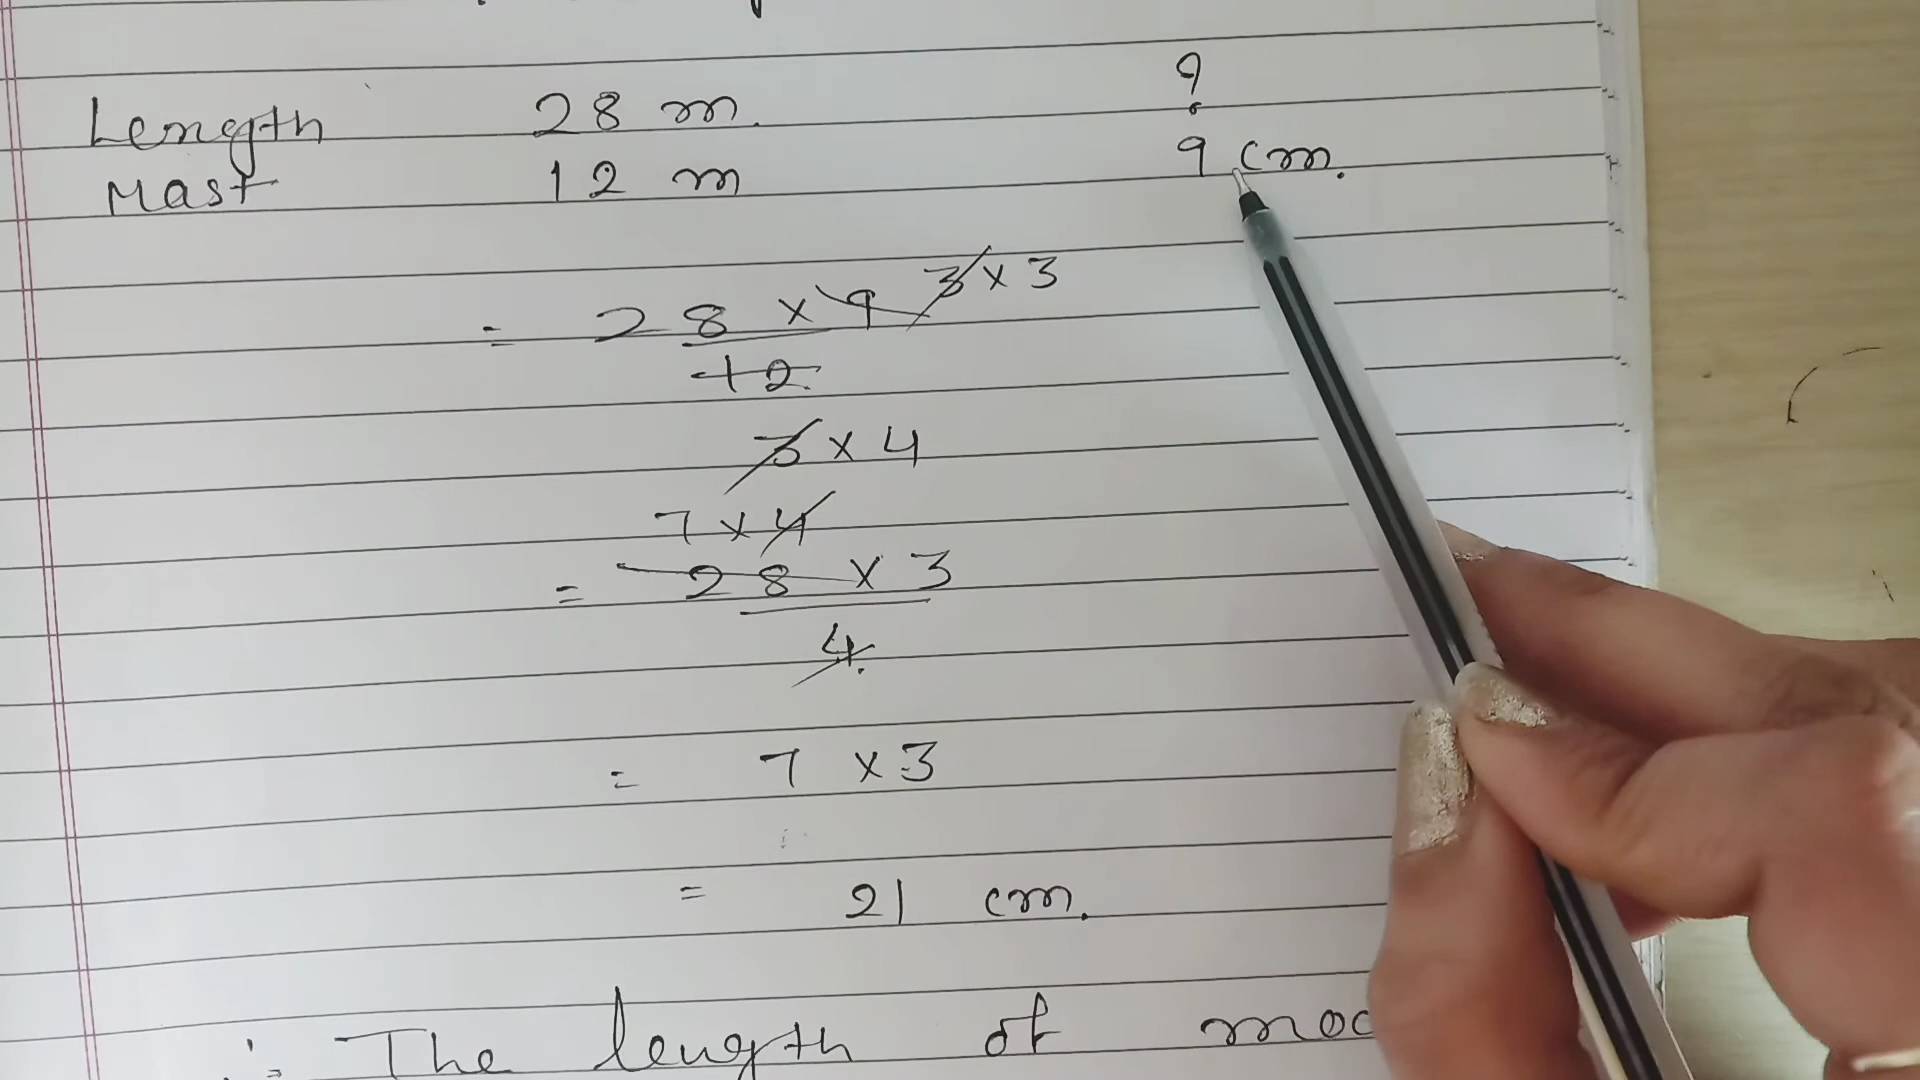 Length 28 m. ?
Mast 12 m 9 cm.
= 28 × 9 3 × 3
12
3 × 4
7 × 4
= 28 × 3
4.
= 7 × 3
= 21 cm.
∴ The length of